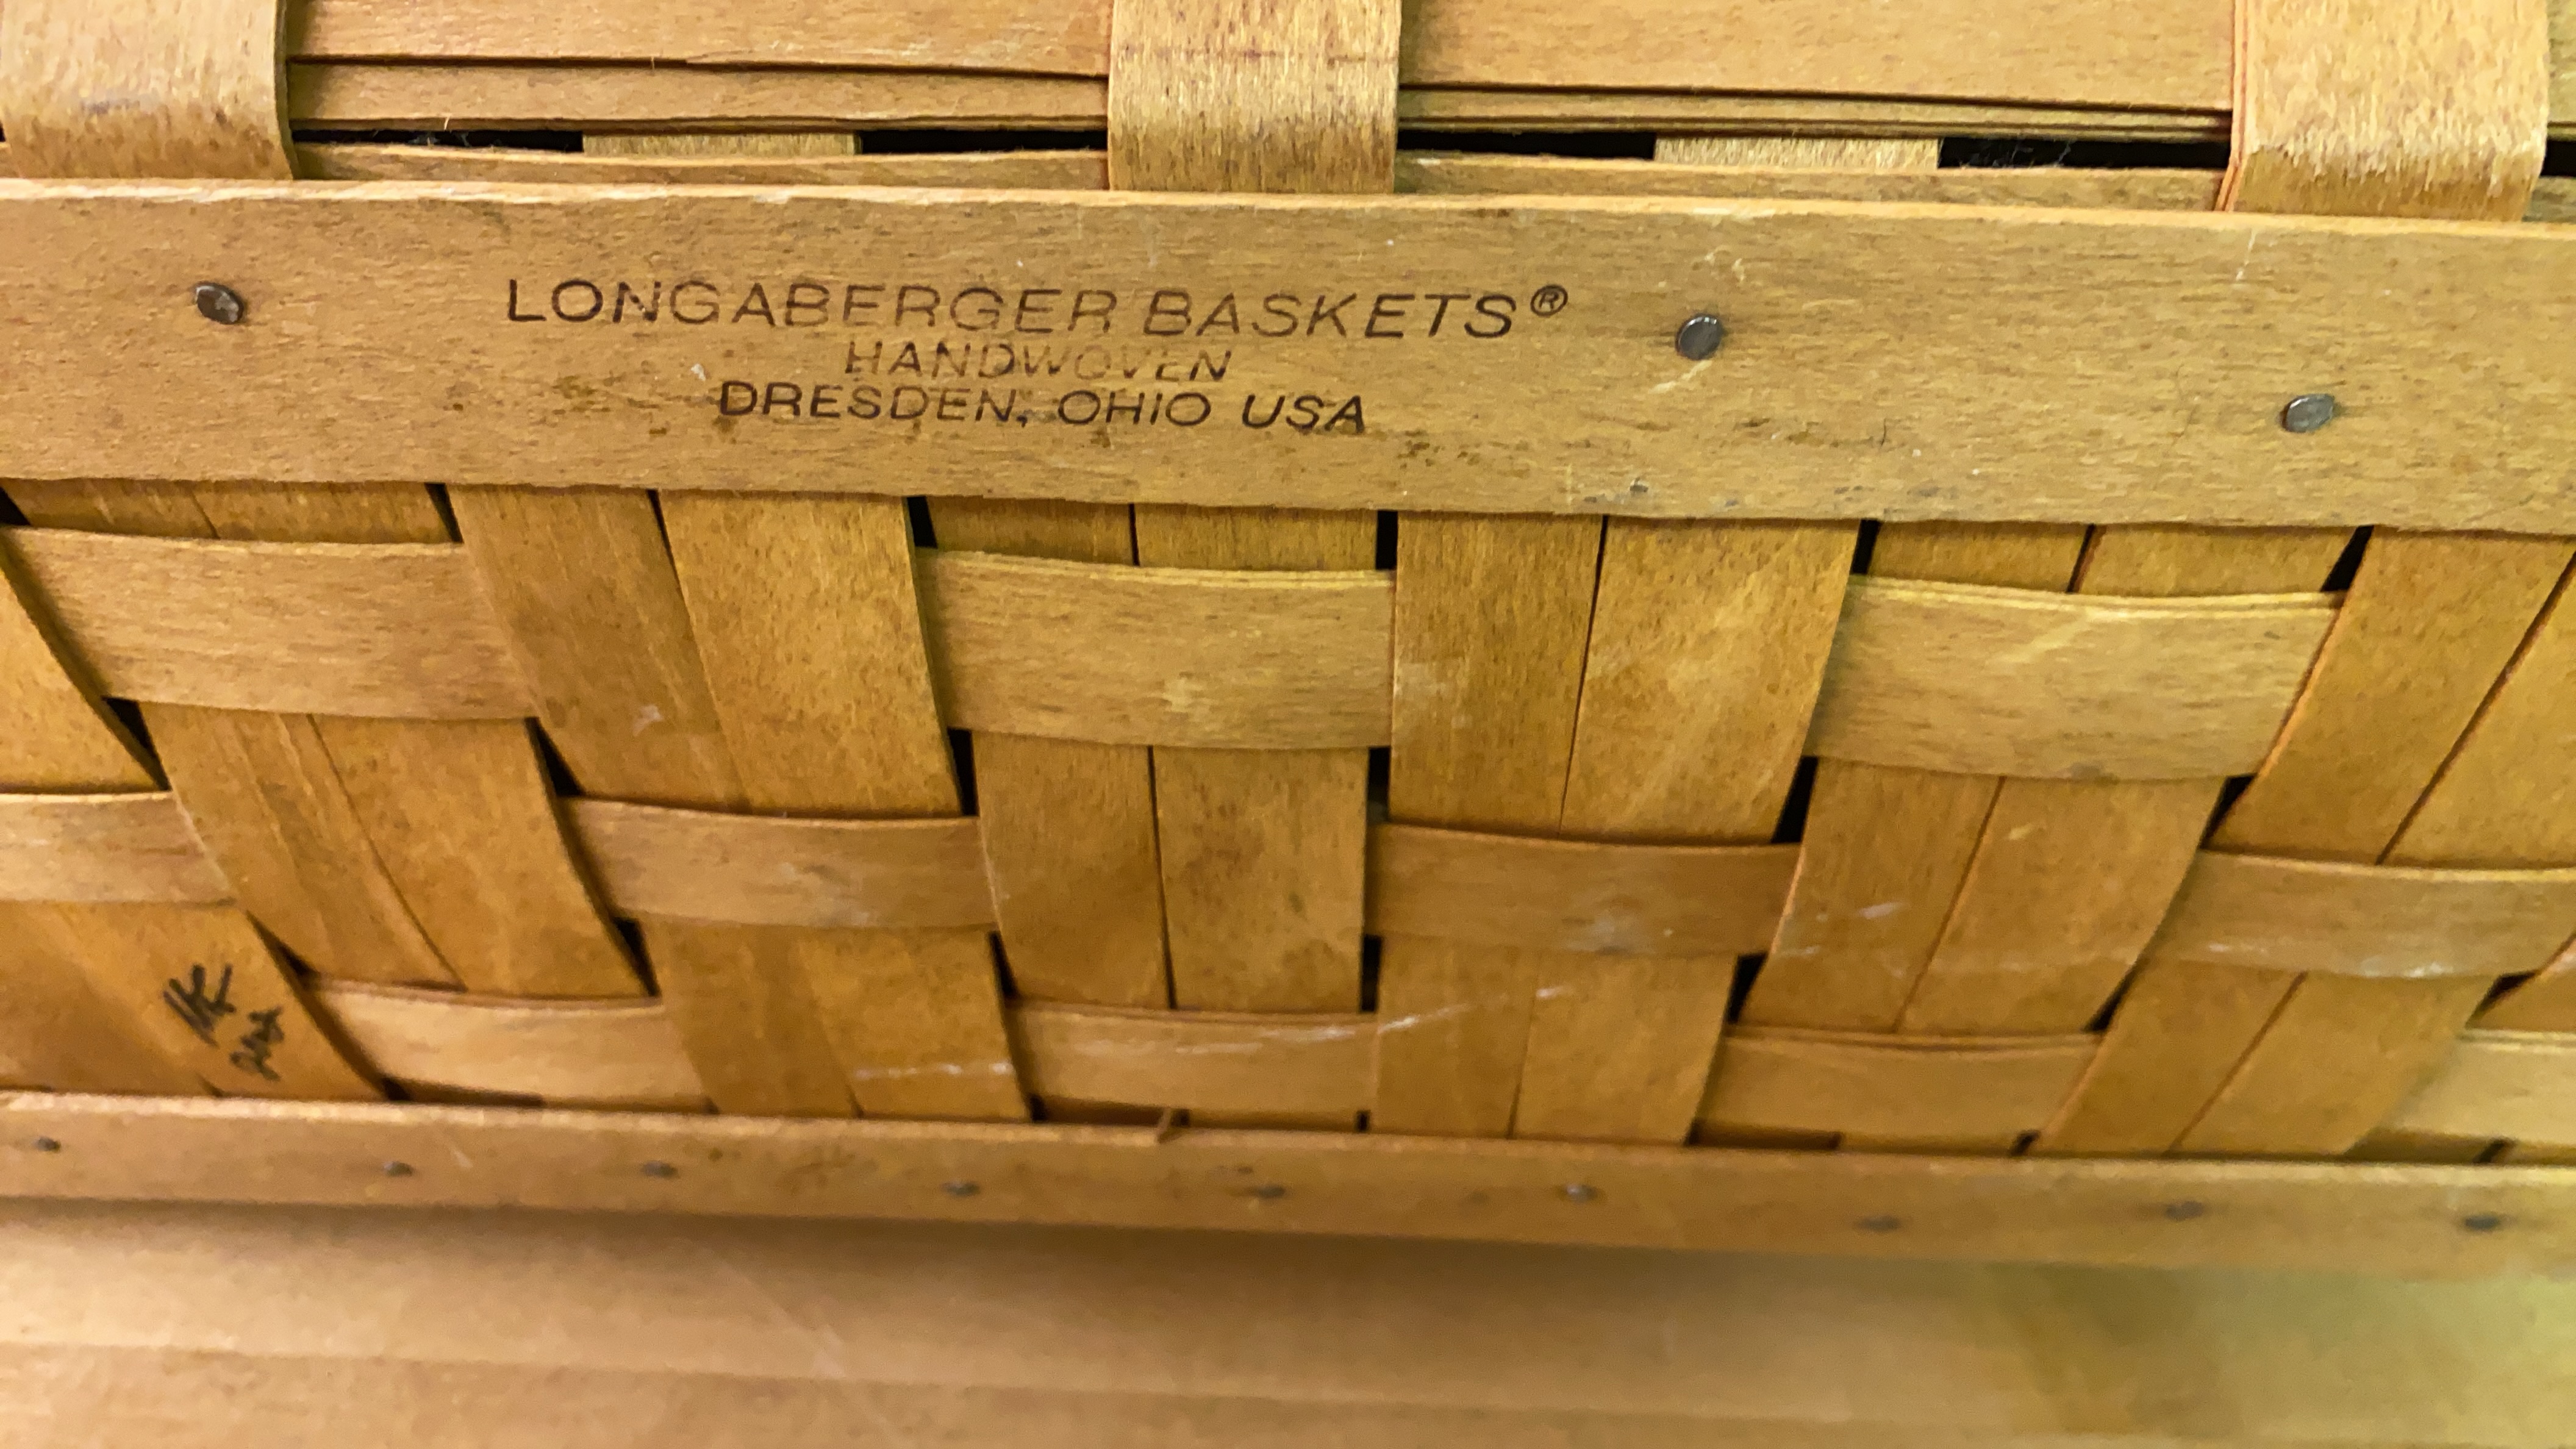 LONGABERGER BASKETS®
HANDWOVEN
DRESDEN, OHIO USA